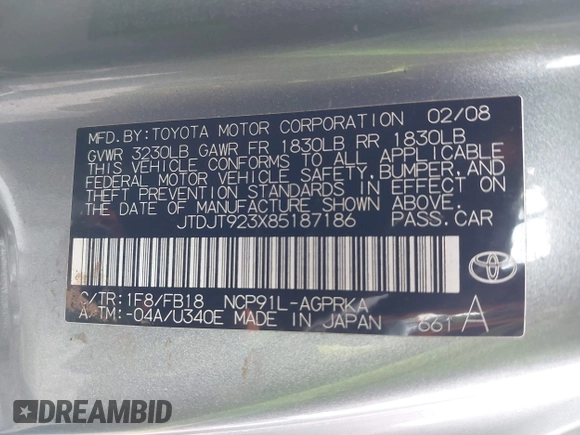 MFD. BY: TOYOTA MOTOR CORPORATION 02/08
GVWR 3230LB GAWR FR 1830LB RR 1830LB
THIS VEHICLE CONFORMS TO ALL APPLICABLE
FEDERAL MOTOR VEHICLE SAFETY, BUMPER, AND
THEFT PREVENTION STANDARDS IN EFFECT ON
THE DATE OF MANUFACTURE SHOWN ABOVE.
JTDJT923X85187186 PASS. CAR
C/TR: 1F8/FB18 NCP91L-AGPRKA
A/TM: -04A/U340E MADE IN JAPAN 661 A
DREAMBID